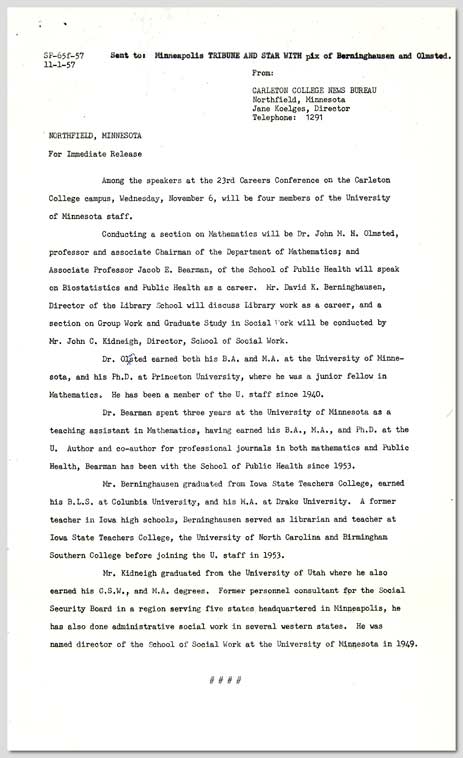 SP-65f-57 Sent to: Minneapolis TRIBUNE AND STAR WITH pix of Berninghausen and Olmsted.
11-1-57
From:
CARLETON COLLEGE NEWS BUREAU
Northfield, Minnesota
Jane Koelges, Director
Telephone: 1291
NORTHFIELD, MINNESOTA
For Immediate Release
Among the speakers at the 23rd Careers Conference on the Carleton
College campus, Wednesday, November 6, will be four members of the University
of Minnesota staff.
Conducting a section on Mathematics will be Dr. John M. H. Olmsted,
professor and associate Chairman of the Department of Mathematics; and
Associate Professor Jacob E. Bearman, of the School of Public Health will speak
on Biostatistics and Public Health as a career. Mr. David K. Berninghausen,
Director of the Library School will discuss Library work as a career, and a
section on Group Work and Graduate Study in Social Work will be conducted by
Mr. John C. Kidneigh, Director, School of Social Work.
Dr. Olmsted earned both his B.A. and M.A. at the University of Minne-
sota, and his Ph.D. at Princeton University, where he was a junior fellow in
Mathematics. He has been a member of the U. staff since 1940.
Dr. Bearman spent three years at the University of Minnesota as a
teaching assistant in Mathematics, having earned his B.A., M.A., and Ph.D. at the
U. Author and co-author for professional journals in both mathematics and Public
Health, Bearman has been with the School of Public Health since 1953.
Mr. Berninghausen graduated from Iowa State Teachers College, earned
his B.L.S. at Columbia University, and his M.A. at Drake University. A former
teacher in Iowa high schools, Berninghausen served as librarian and teacher at
Iowa State Teachers College, the University of North Carolina and Birmingham
Southern College before joining the U. staff in 1953.
Mr. Kidneigh graduated from the University of Utah where he also
earned his C.S.W., and M.A. degrees. Former personnel consultant for the Social
Security Board in a region serving five states headquartered in Minneapolis, he
has also done administrative social work in several western states. He was
named director of the School of Social Work at the University of Minnesota in 1949.
####